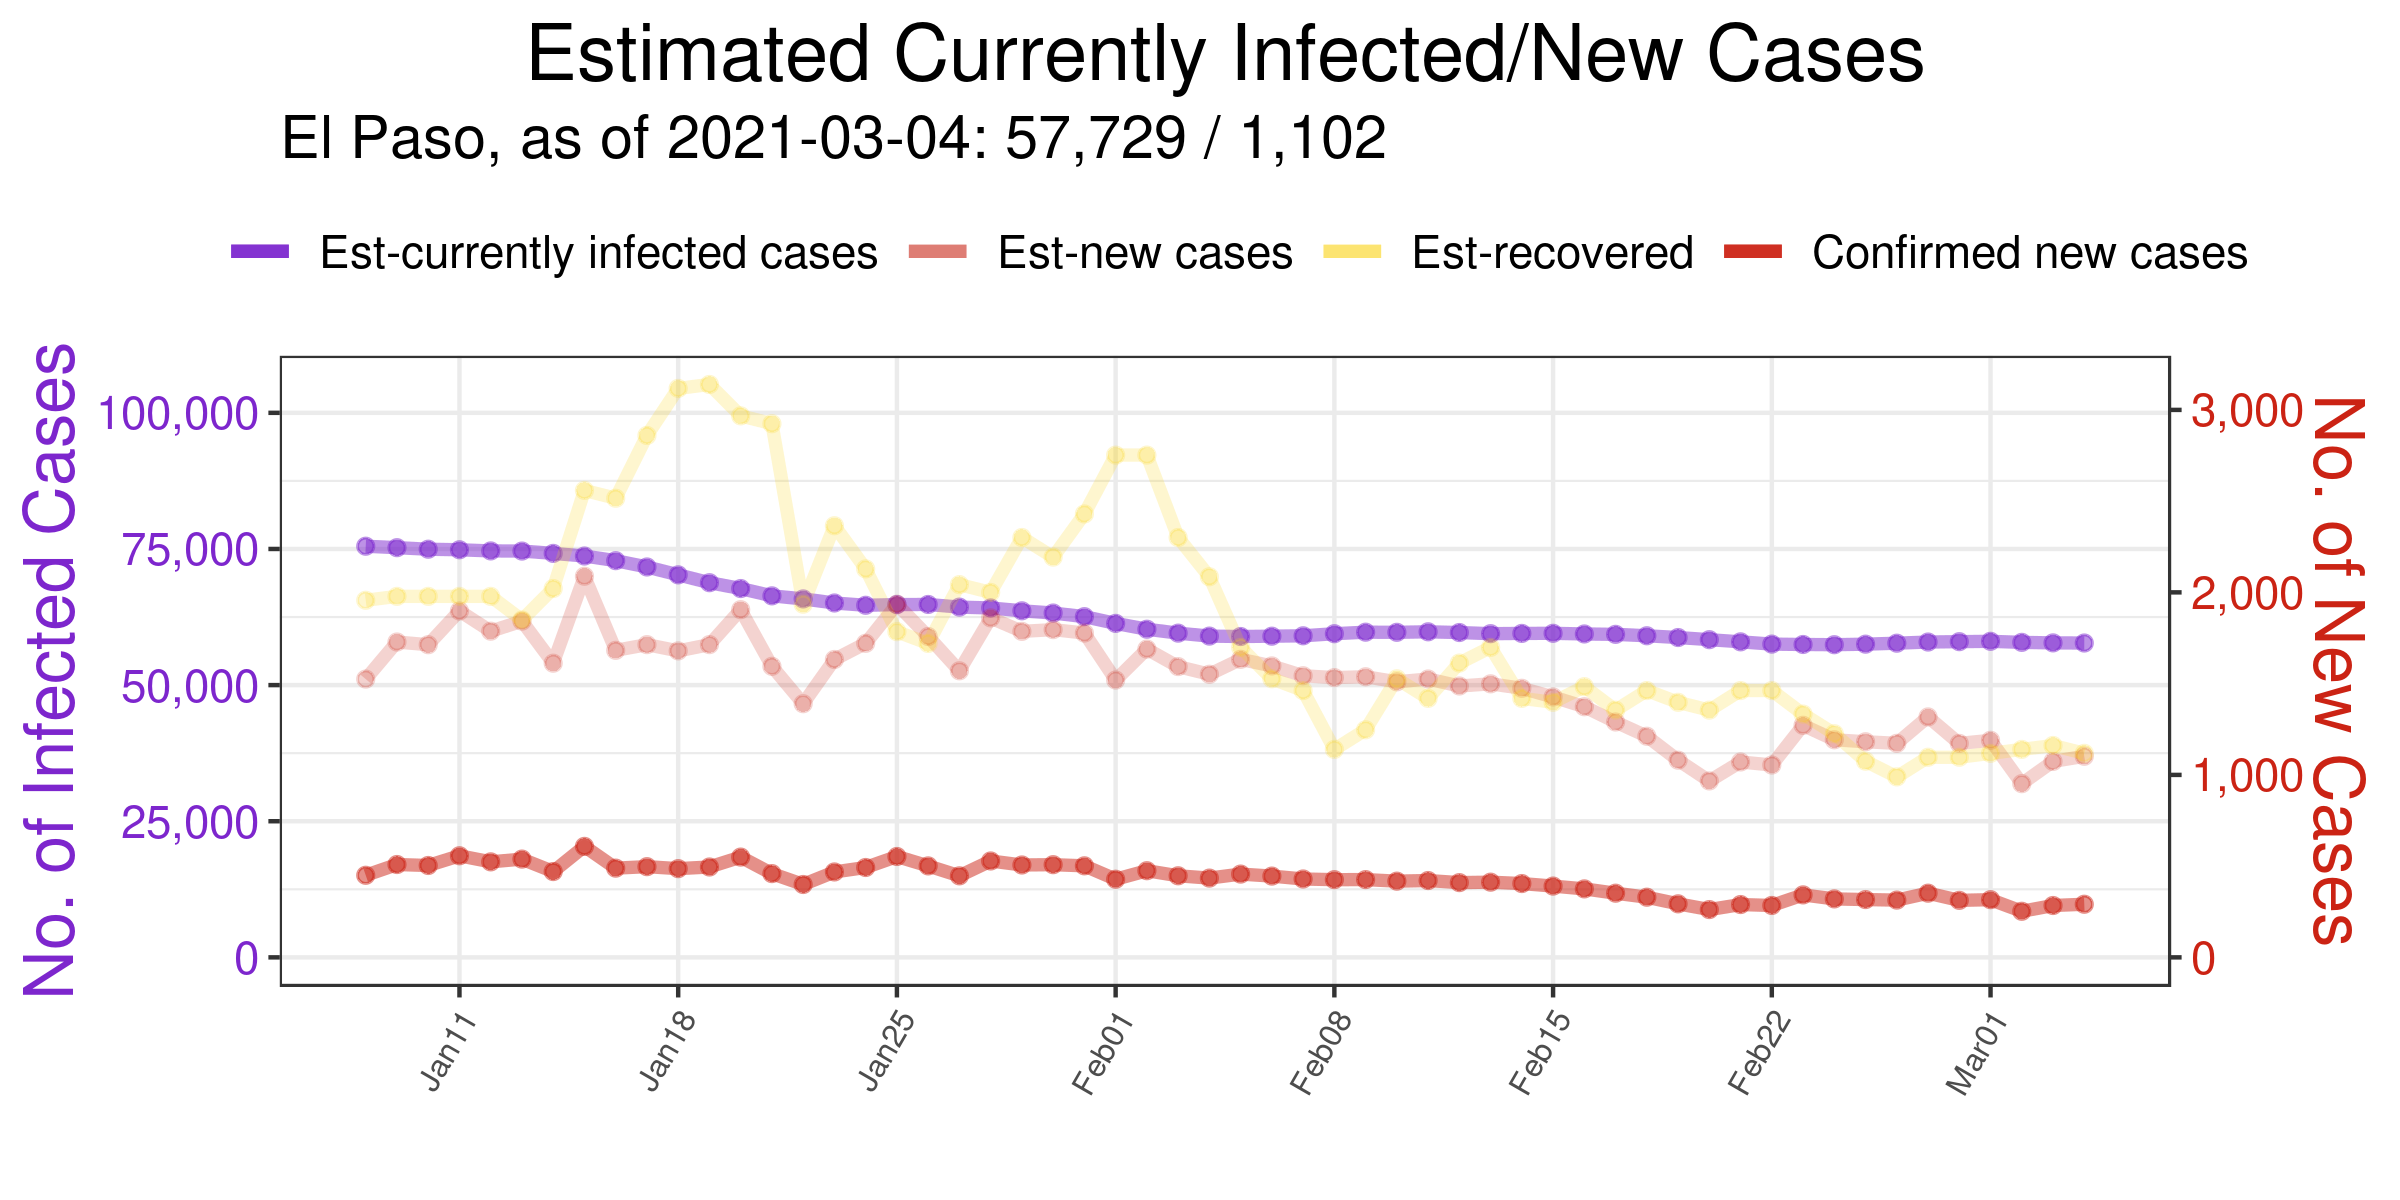 Estimated Currently Infected/New Cases
El Paso, as of 2021-03-04: 57,729 / 1,102
Est-currently infected cases Est-new cases Est-recovered Confirmed new cases
No. of Infected Cases
100,000
75,000
50,000
25,000
0
3,000
2,000
1,000
0
No. of New Cases
Jan11 Jan18 Jan25 Feb01 Feb08 Feb15 Feb22 Mar01